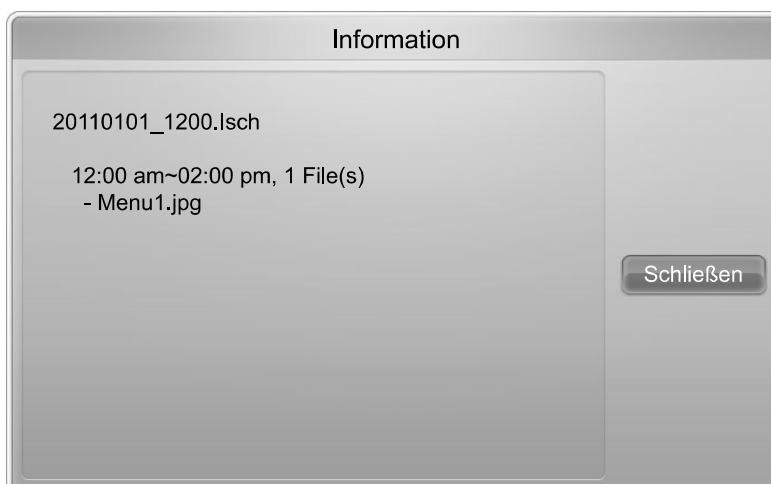 Information
20110101_1200.lsch
12:00 am~02:00 pm, 1 File(s)
- Menu1.jpg
Schließen